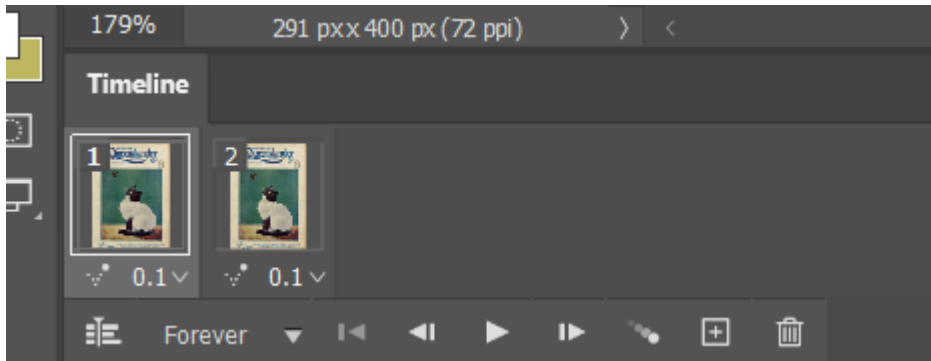 179% 291 px x 400 px (72 ppi)
Timeline
1 2
0.1 0.1
Forever